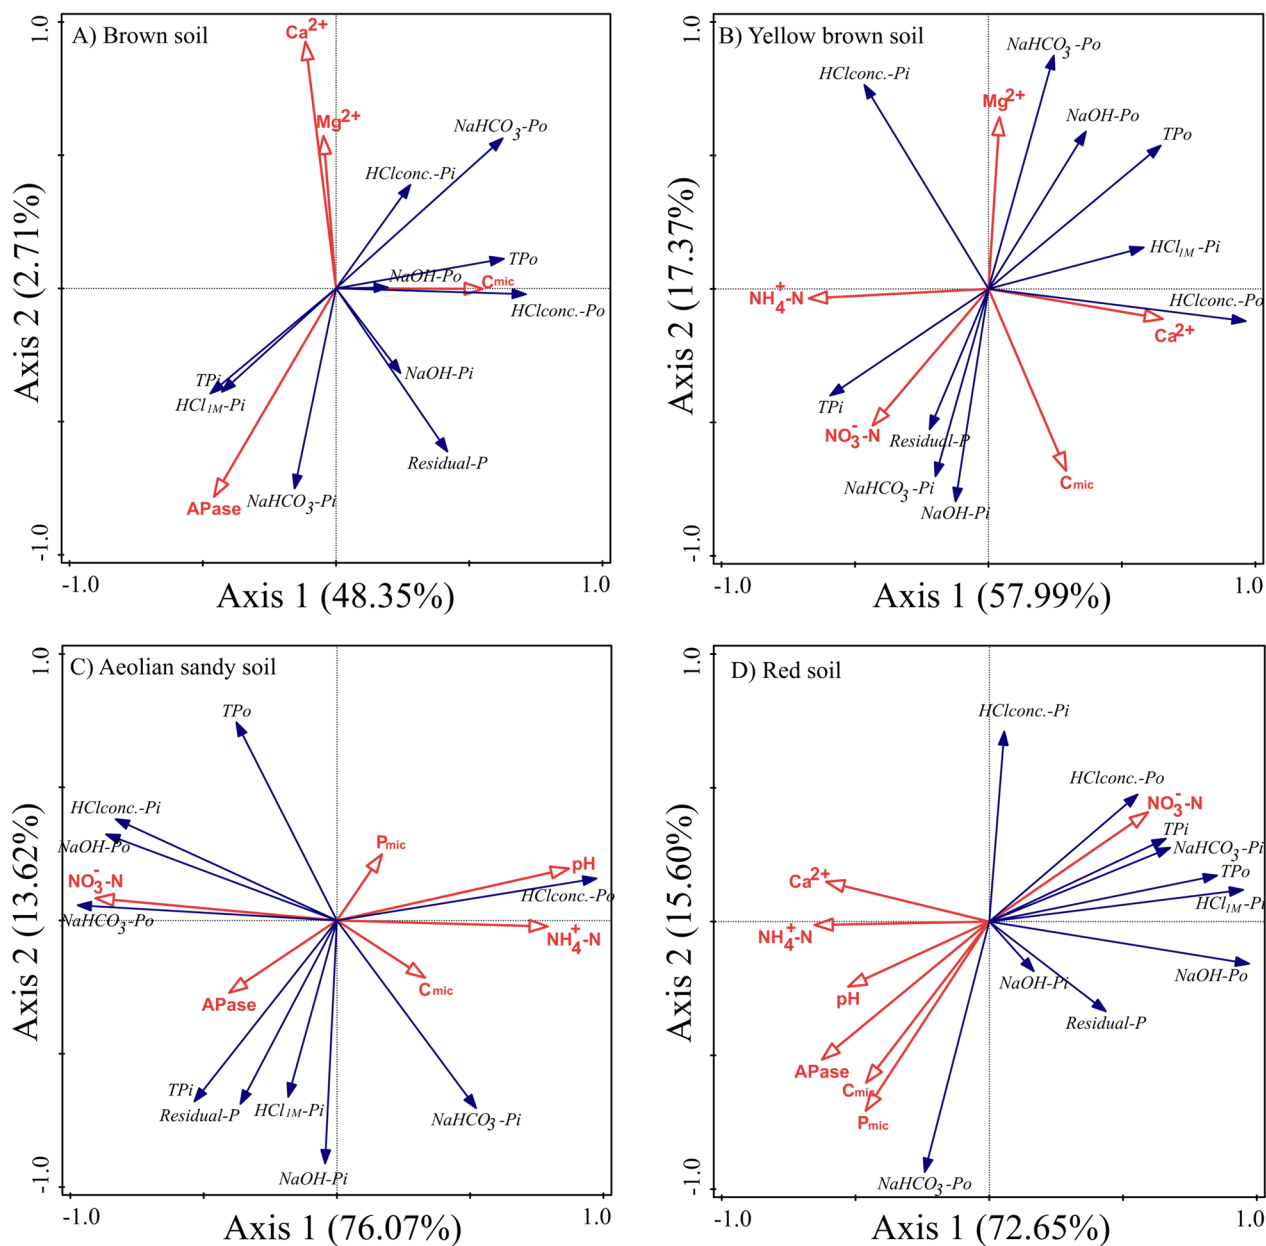 A) Brown soil
Ca2+
Mg2+
NaHCO3-Po
HClconc.-Pi
TPo
NaOH-Po
Cmic
HClconc.-Po
NaOH-Pi
TPi
HCl1M-Pi
Residual-P
APase
NaHCO3-Pi
1.0
-1.0
Axis 2 (2.71%)
-1.0
1.0
Axis 1 (48.35%)
B) Yellow brown soil
NaHCO3-Po
HClconc.-Pi
Mg2+
NaOH-Po
TPo
HCl1M-Pi
NH4+-N
HClconc.-Po
Ca2+
TPi
NO3--N
Residual-P
NaHCO3-Pi
Cmic
NaOH-Pi
1.0
-1.0
Axis 2 (17.37%)
-1.0
1.0
Axis 1 (57.99%)
C) Aeolian sandy soil
TPo
HClconc.-Pi
NaOH-Po
Pmic
pH
NO3--N
HClconc.-Po
NaHCO3-Po
NH4+-N
APase
Cmic
TPi
Residual-P
HCl1M-Pi
NaHCO3-Pi
NaOH-Pi
1.0
-1.0
Axis 2 (13.62%)
-1.0
1.0
Axis 1 (76.07%)
D) Red soil
HClconc.-Pi
HClconc.-Po
NO3--N
TPi
NaHCO3-Pi
Ca2+
TPo
HCl1M-Pi
NH4+-N
NaOH-Po
pH
NaOH-Pi
Residual-P
APase
Cmic
Pmic
NaHCO3-Po
1.0
-1.0
Axis 2 (15.60%)
-1.0
1.0
Axis 1 (72.65%)